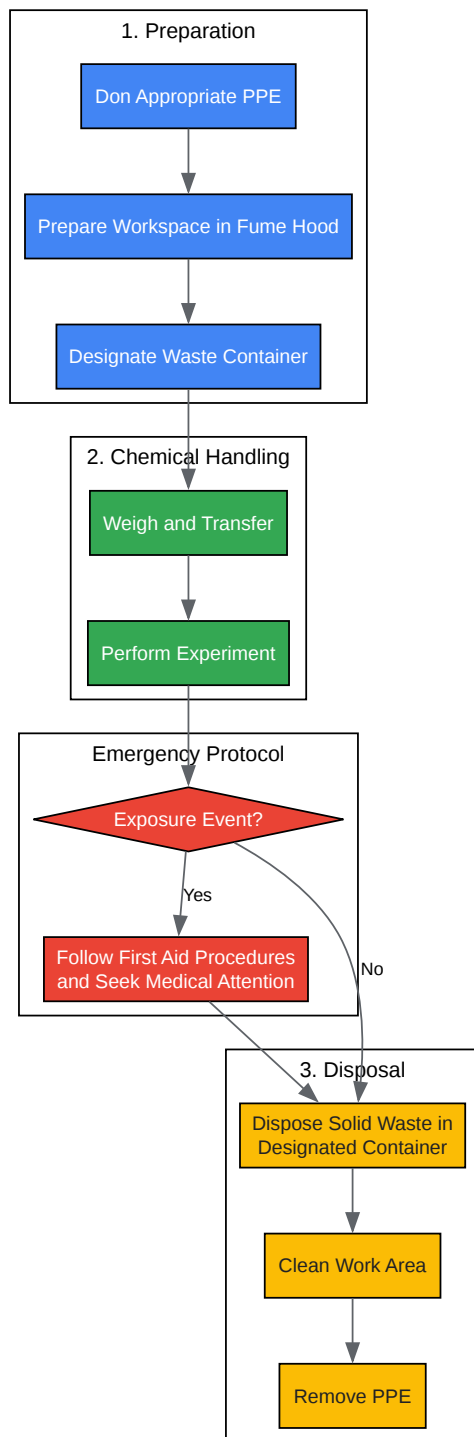 1. Preparation
Don Appropriate PPE
Prepare Workspace in Fume Hood
Designate Waste Container
2. Chemical Handling
Weigh and Transfer
Perform Experiment
Emergency Protocol
Exposure Event?
Yes
Follow First Aid Procedures
and Seek Medical Attention
No
3. Disposal
Dispose Solid Waste in
Designated Container
Clean Work Area
Remove PPE